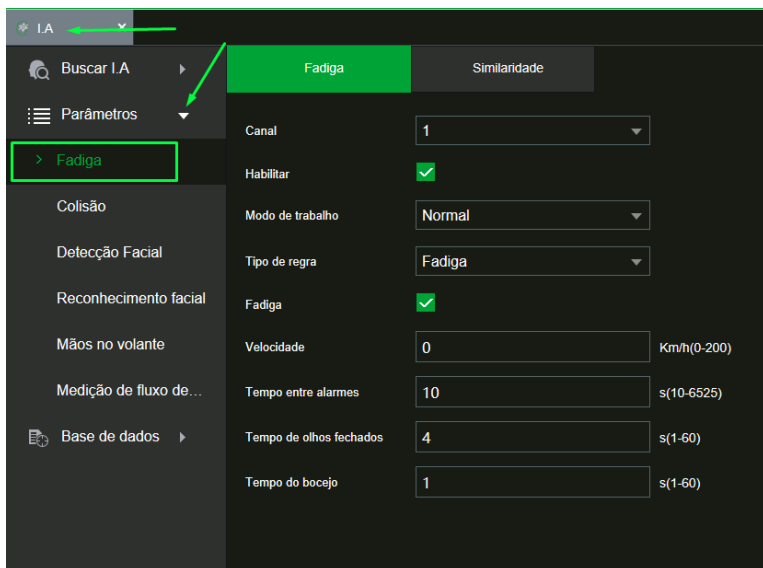 I.A
Buscar I.A
Parâmetros
Fadiga
Colisão
Detecção Facial
Reconhecimento facial
Mãos no volante
Medição de fluxo de...
Base de dados
Fadiga Similaridade
Canal 1
Habilitar
Modo de trabalho Normal
Tipo de regra Fadiga
Fadiga
Velocidade 0 Km/h(0-200)
Tempo entre alarmes 10 s(10-6525)
Tempo de olhos fechados 4 s(1-60)
Tempo do bocejo 1 s(1-60)